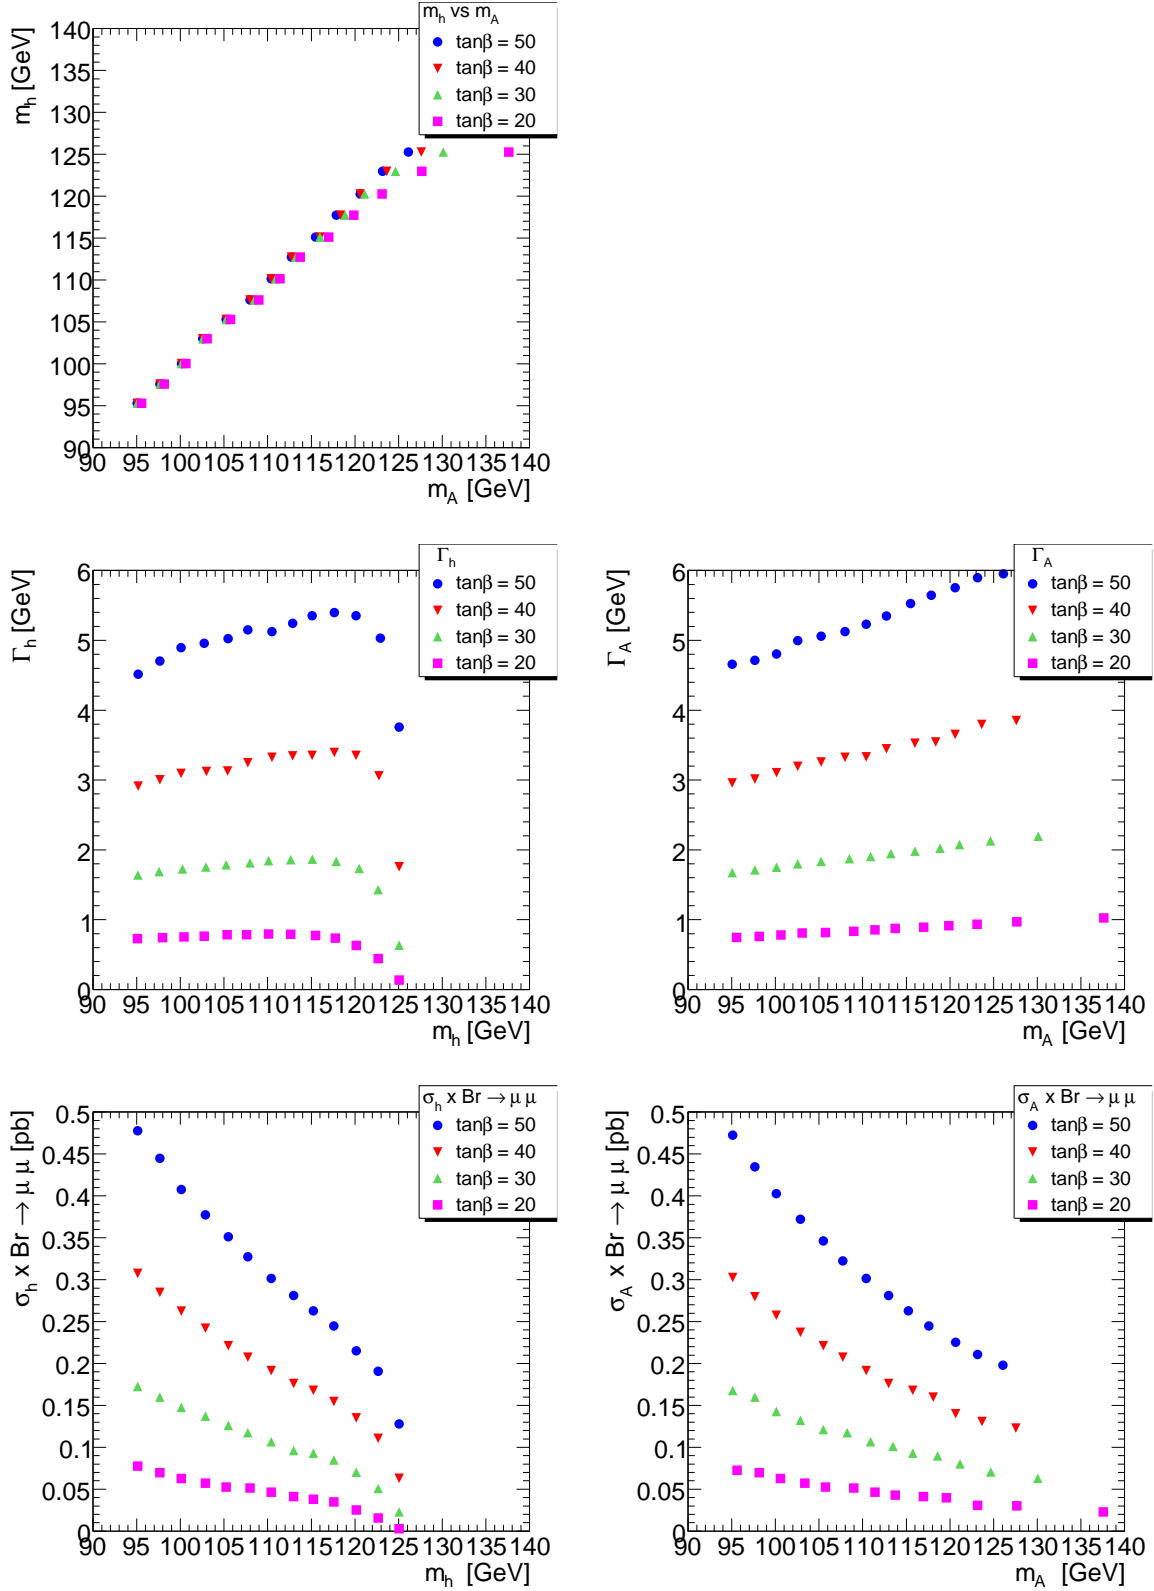 m_h vs m_A
tanβ = 50
tanβ = 40
tanβ = 30
tanβ = 20
m_h [GeV]
140
135
130
125
120
115
110
105
100
95
90
90 95 100 105 110 115 120 125 130 135 140
m_A [GeV]
Γ_h
tanβ = 50
tanβ = 40
tanβ = 30
tanβ = 20
Γ_h [GeV]
6
5
4
3
2
1
0
90 95 100 105 110 115 120 125 130 135 140
m_h [GeV]
Γ_A
tanβ = 50
tanβ = 40
tanβ = 30
tanβ = 20
Γ_A [GeV]
6
5
4
3
2
1
0
90 95 100 105 110 115 120 125 130 135 140
m_A [GeV]
σ_h x Br → μ μ
tanβ = 50
tanβ = 40
tanβ = 30
tanβ = 20
σ_h x Br → μ μ [pb]
0.5
0.45
0.4
0.35
0.3
0.25
0.2
0.15
0.1
0.05
0
90 95 100 105 110 115 120 125 130 135 140
m_h [GeV]
σ_A x Br → μ μ
tanβ = 50
tanβ = 40
tanβ = 30
tanβ = 20
σ_A x Br → μ μ [pb]
0.5
0.45
0.4
0.35
0.3
0.25
0.2
0.15
0.1
0.05
0
90 95 100 105 110 115 120 125 130 135 140
m_A [GeV]